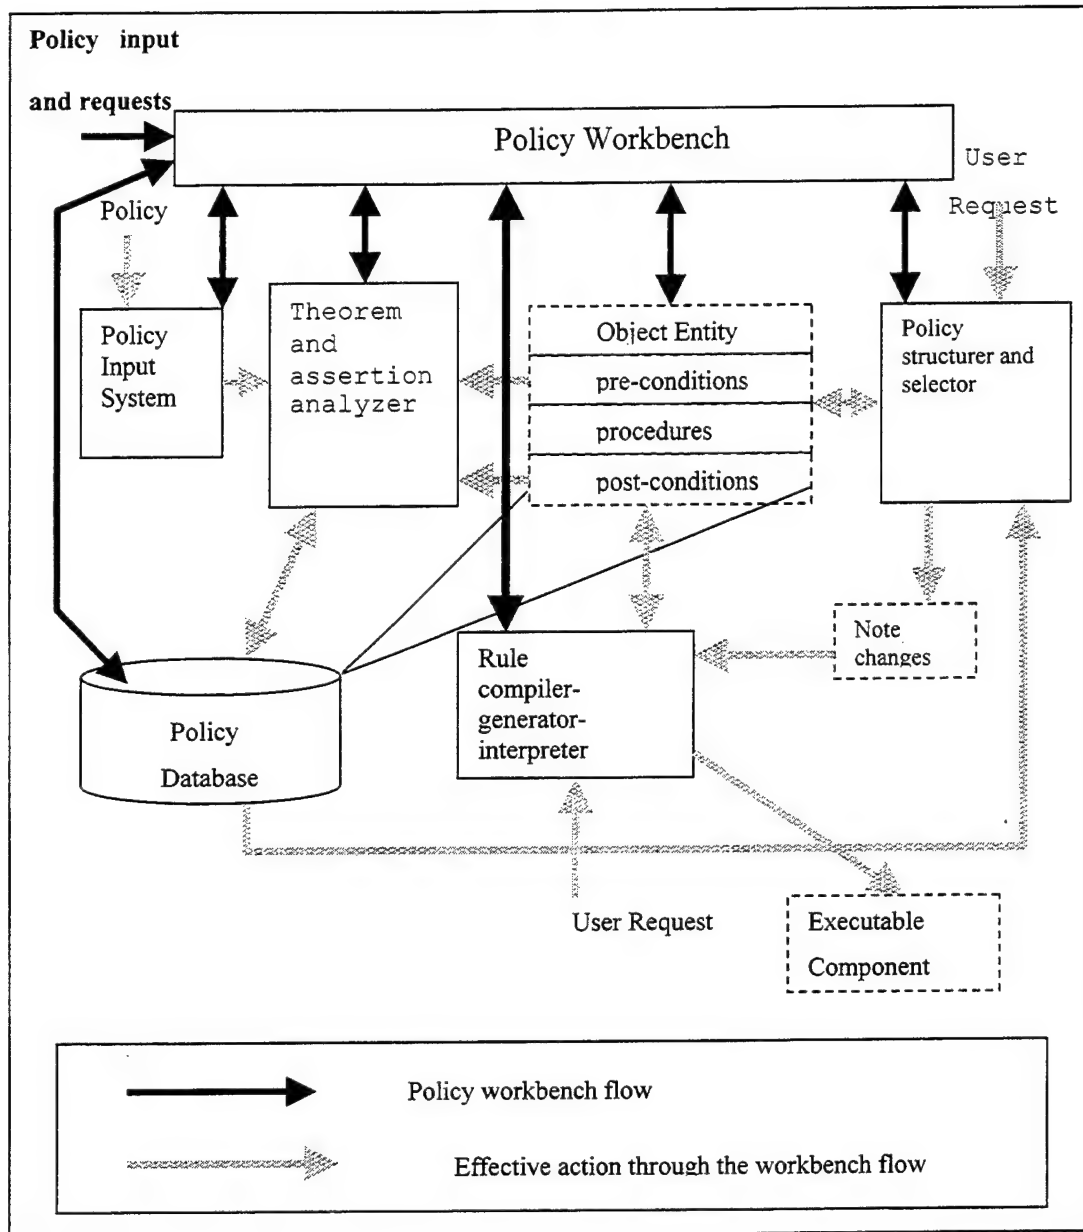 Policy input
and requests
Policy Workbench
User
Request
Policy
Policy
Input
System
Theorem
and
assertion
analyzer
Object Entity
pre-conditions
procedures
post-conditions
Policy
structurer and
selector
Note
changes
Rule
compiler-
generator-
interpreter
Policy
Database
User Request
Executable
Component
Policy workbench flow
Effective action through the workbench flow